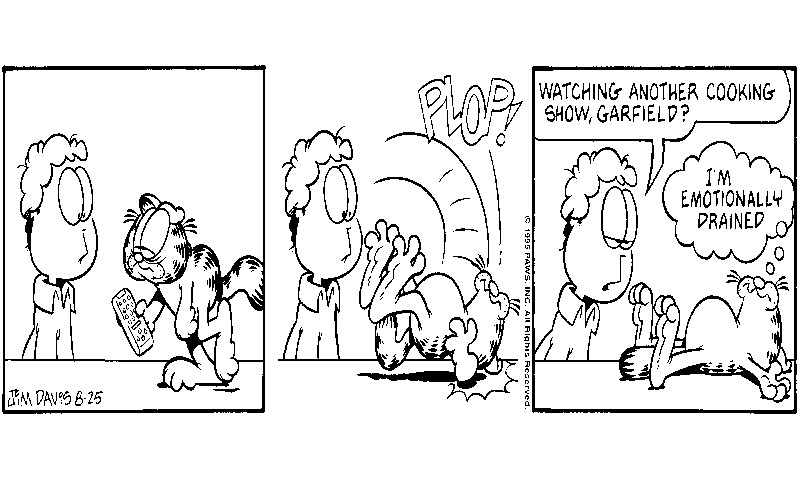 JIM DAVIS 8-25
PLOP!
© 1995 PAWS, INC. All Rights Reserved.
WATCHING ANOTHER COOKING
SHOW, GARFIELD?
I'M
EMOTIONALLY
DRAINED